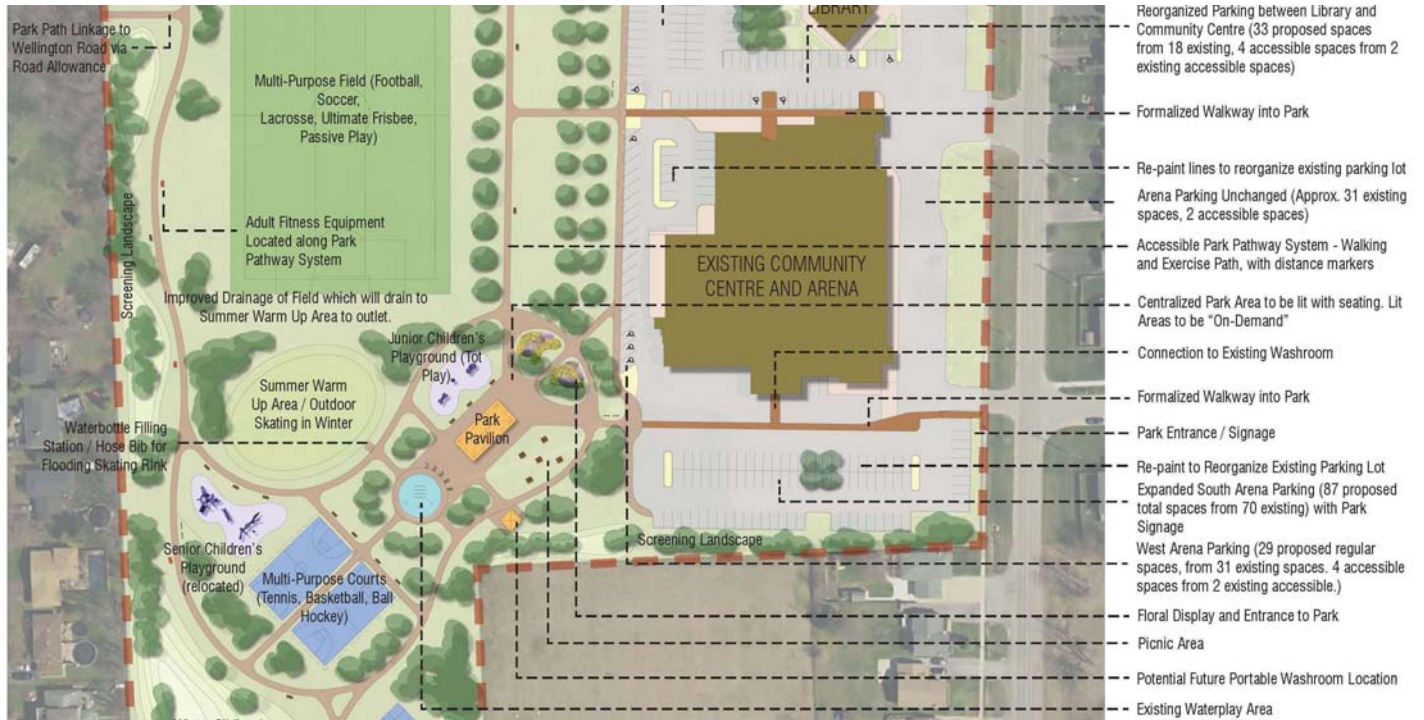 LIBRARY
Park Path Linkage to
Wellington Road via
Road Allowance
Multi-Purpose Field (Football,
Soccer,
Lacrosse, Ultimate Frisbee,
Passive Play)
Screening Landscape
Adult Fitness Equipment
Located along Park
Pathway System
Improved Drainage of Field which will drain to
Summer Warm Up Area to outlet.
Junior Children's
Playground (Tot
Play)
Summer Warm
Up Area / Outdoor
Skating in Winter
Waterbottle Filling
Station / Hose Bib for
Flooding Skating Rink
Park
Pavilion
Senior Children's
Playground
(relocated)
Multi-Purpose Courts
(Tennis, Basketball, Ball
Hockey)
EXISTING COMMUNITY
CENTRE AND ARENA
Screening Landscape
Reorganized Parking between Library and
Community Centre (33 proposed spaces
from 18 existing, 4 accessible spaces from 2
existing accessible spaces)
Formalized Walkway into Park
Re-paint lines to reorganize existing parking lot
Arena Parking Unchanged (Approx. 31 existing
spaces, 2 accessible spaces)
Accessible Park Pathway System - Walking
and Exercise Path, with distance markers
Centralized Park Area to be lit with seating. Lit
Areas to be “On-Demand”
Connection to Existing Washroom
Formalized Walkway into Park
Park Entrance / Signage
Re-paint to Reorganize Existing Parking Lot
Expanded South Arena Parking (87 proposed
total spaces from 70 existing) with Park
Signage
West Arena Parking (29 proposed regular
spaces, from 31 existing spaces. 4 accessible
spaces from 2 existing accessible.)
Floral Display and Entrance to Park
Picnic Area
Potential Future Portable Washroom Location
Existing Waterplay Area